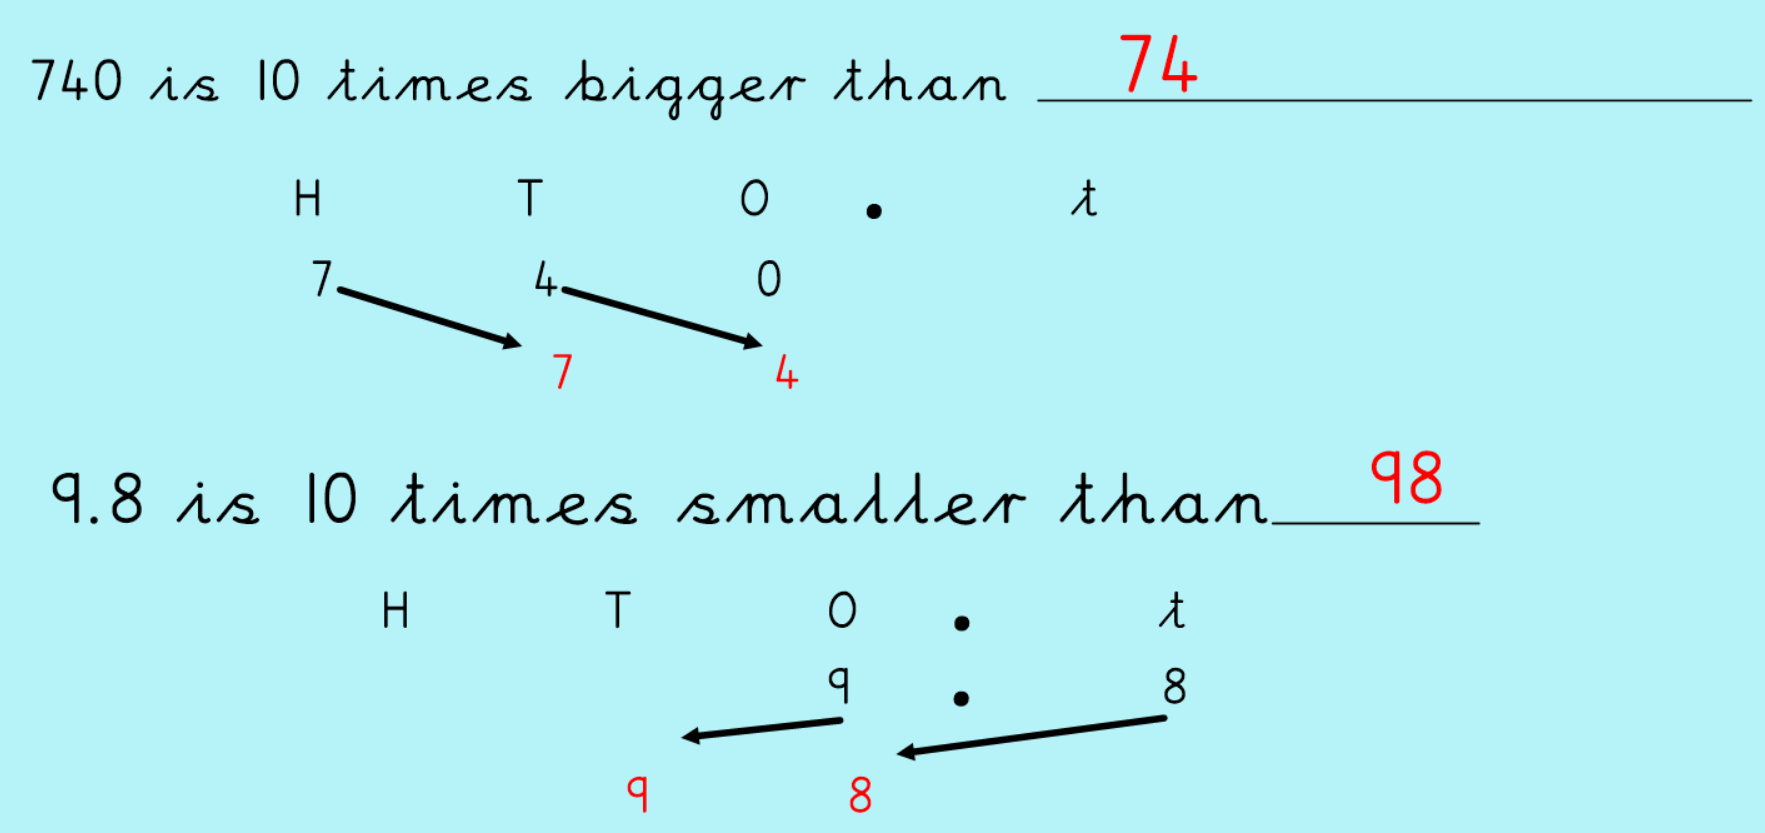 740 is 10 times bigger than 74
H T O . t
7 4 0
7 4
9.8 is 10 times smaller than 98
H T O . t
9 . 8
9 8